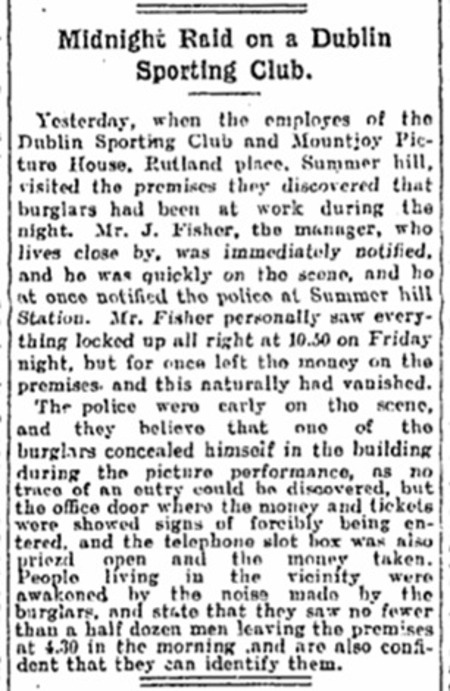 Midnight Raid on a Dublin
Sporting Club.
Yesterday, when the employes of the
Dublin Sporting Club and Mountjoy Pic-
ture House, Rutland place, Summer hill,
visited the premises they discovered that
burglars had been at work during the
night. Mr. J. Fisher, the manager, who
lives close by, was immediately notified,
and he was quickly on the scene, and he
at once notified the police at Summer hill
Station. Mr. Fisher personally saw every-
thing locked up all right at 10.50 on Friday
night, but for once left the money on the
premises. and this naturally had vanished.
The police were early on the scene,
and they believe that one of the
burglars concealed himself in the building
during the picture performance, as no
trace of an entry could be discovered, but
the office door where the money and tickets
were showed signs of forcibly being en-
tered, and the telephone slot box was also
priezd open and the money taken.
People living in the vicinity were
awakoned by the noise made by the
burglars, and state that they saw no fewer
than a half dozen men leaving the premises
at 4.30 in the morning .and are also confi-
dent that they can identify them.